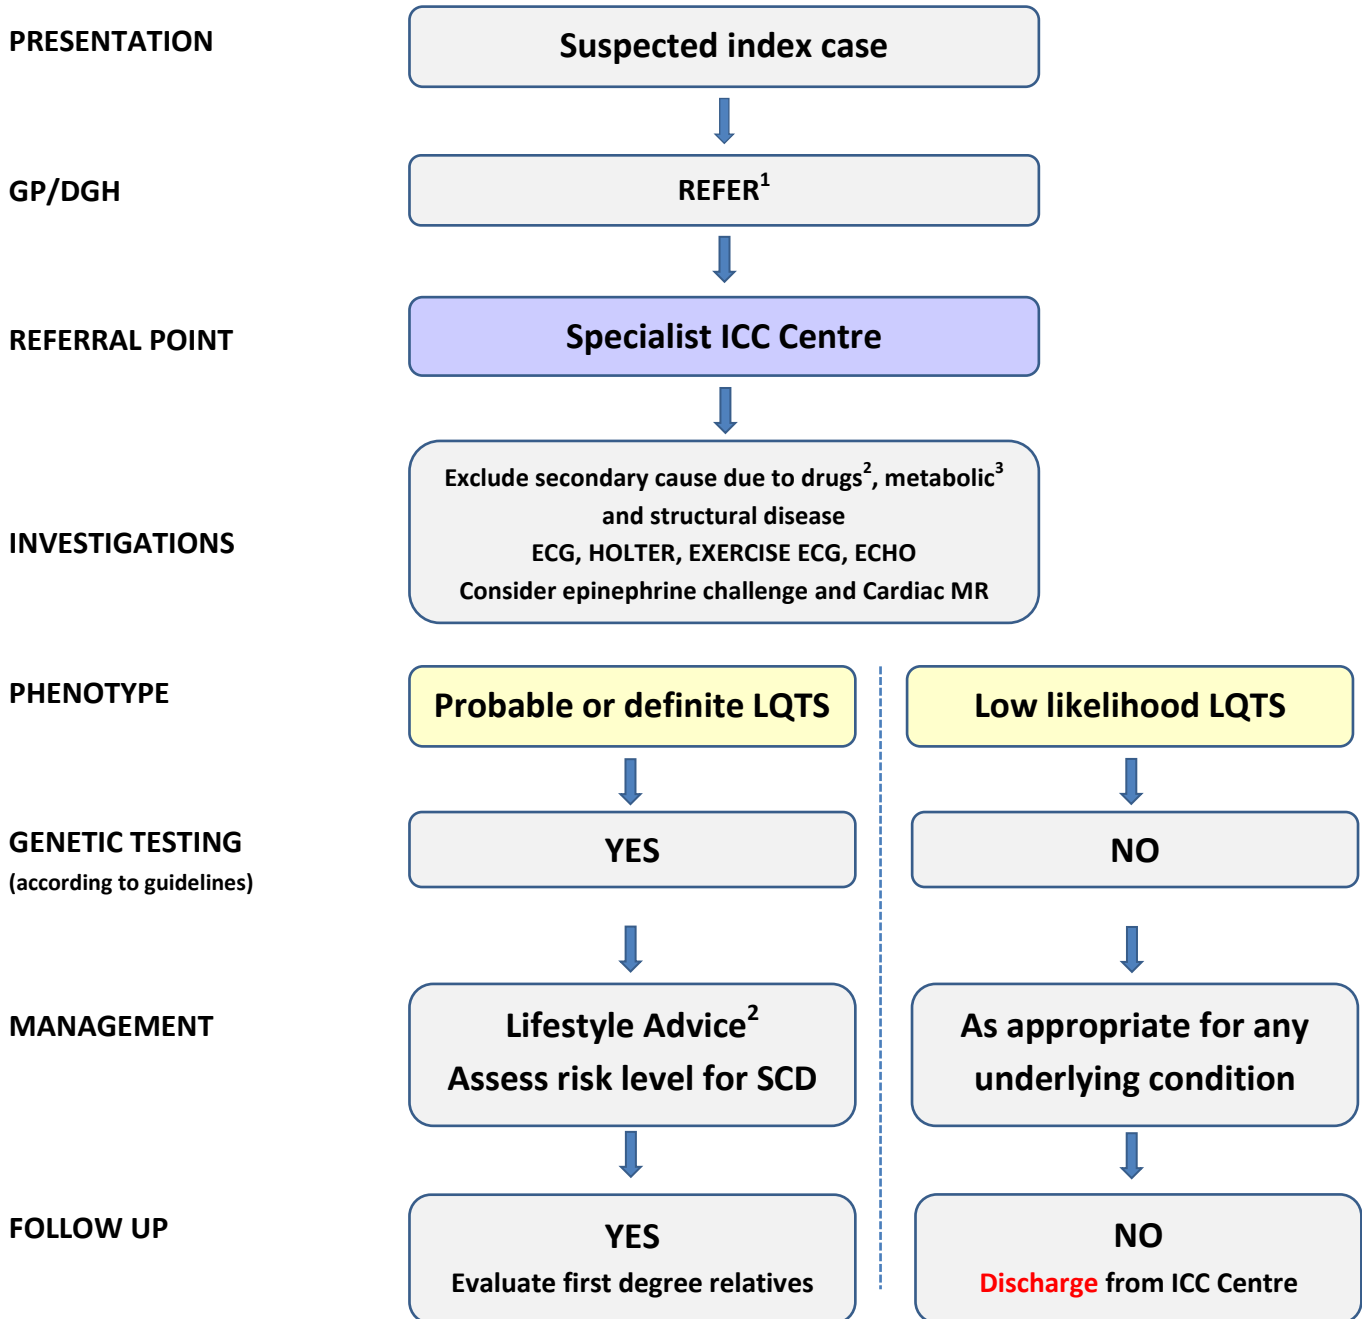 PRESENTATION
Suspected index case
GP/DGH
REFER¹
REFERRAL POINT
Specialist ICC Centre
INVESTIGATIONS
Exclude secondary cause due to drugs², metabolic³
and structural disease
ECG, HOLTER, EXERCISE ECG, ECHO
Consider epinephrine challenge and Cardiac MR
PHENOTYPE
Probable or definite LQTS
Low likelihood LQTS
GENETIC TESTING
(according to guidelines)
YES
NO
MANAGEMENT
Lifestyle Advice²
Assess risk level for SCD
As appropriate for any
underlying condition
FOLLOW UP
YES
Evaluate first degree relatives
NO
Discharge from ICC Centre